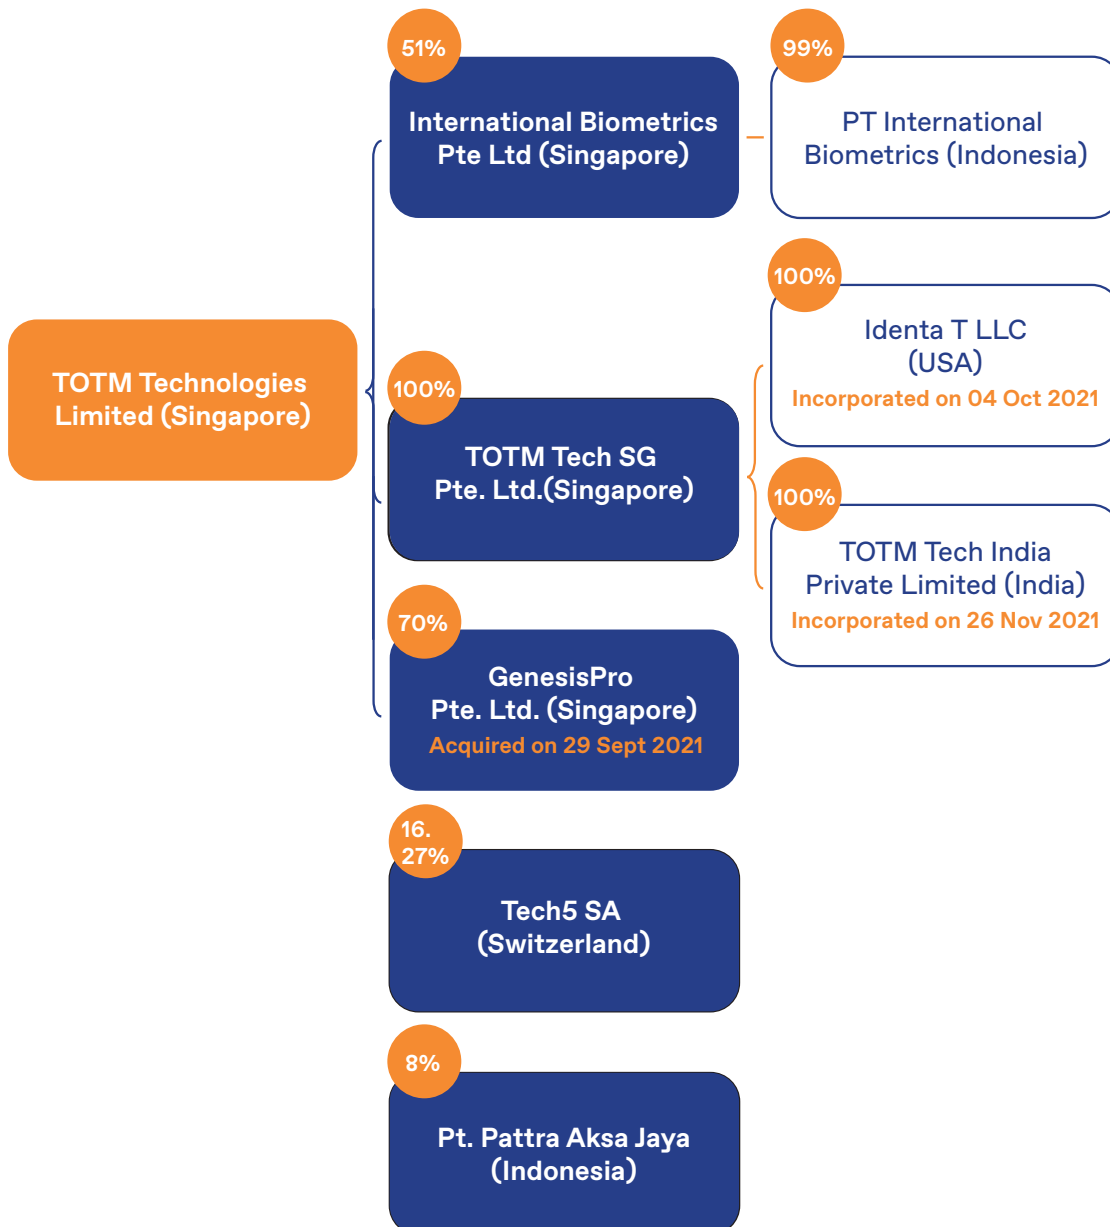 51%
International Biometrics
Pte Ltd (Singapore)
99%
PT International
Biometrics (Indonesia)
TOTM Technologies
Limited (Singapore)
100%
TOTM Tech SG
Pte. Ltd.(Singapore)
100%
Identa T LLC
(USA)
Incorporated on 04 Oct 2021
100%
TOTM Tech India
Private Limited (India)
Incorporated on 26 Nov 2021
70%
GenesisPro
Pte. Ltd. (Singapore)
Acquired on 29 Sept 2021
16.
27%
Tech5 SA
(Switzerland)
8%
Pt. Pattra Aksa Jaya
(Indonesia)